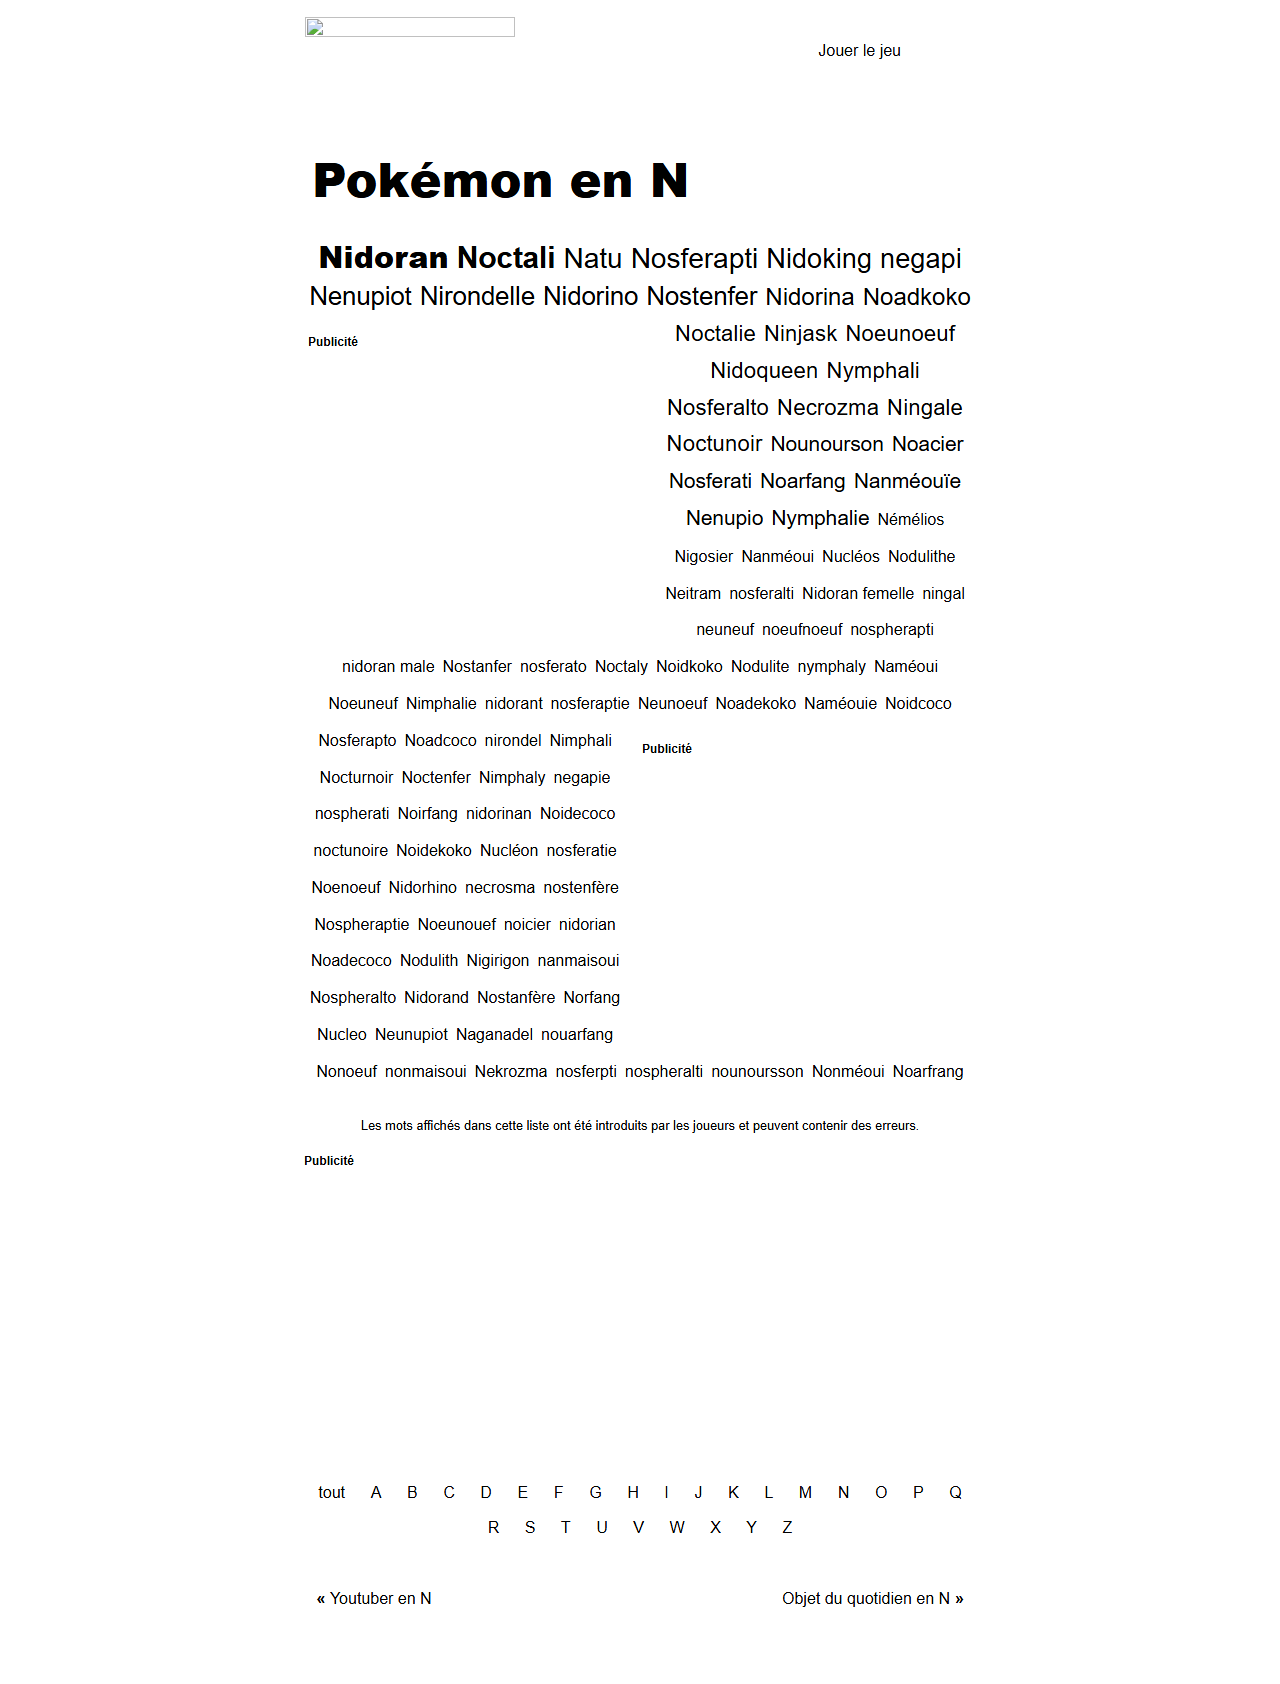 Jouer le jeu
Pokémon en N
Nidoran Noctali Natu Nosferapti Nidoking negapi
Nenupiot Nirondelle Nidorino Nostenfer Nidorina Noadkoko
Publicité
Noctalie Ninjask Noeunoeuf
Nidoqueen Nymphali
Nosferalto Necrozma Ningale
Noctunoir Nounourson Noacier
Nosferati Noarfang Nanméouïe
Nenupio Nymphalie Némélios
Nigosier Nanméoui Nucléos Nodulithe
Neitram nosferalti Nidoran femelle ningal
neuneuf noeufnoeuf nospherapti
nidoran male Nostanfer nosferato Noctaly Noidkoko Nodulite nymphaly Naméoui
Noeuneuf Nimphalie nidorant nosferaptie Neunoeuf Noadekoko Naméouie Noidcoco
Nosferapto Noadcoco nirondel Nimphali
Publicité
Nocturnoir Noctenfer Nimphaly negapie
nospherati Noirfang nidorinan Noidecoco
noctunoire Noidekoko Nucléon nosferatie
Noenoeuf Nidorhino necrosma nostenfère
Nospheraptie Noeunouef noicier nidorian
Noadecoco Nodulith Nigirigon nanmaisoui
Nospheralto Nidorand Nostanfère Norfang
Nucleo Neunupiot Naganadel nouarfang
Nonoeuf nonmaisoui Nekrozma nosferpti nospheralti nounoursson Nonméoui Noarfrang
Les mots affichés dans cette liste ont été introduits par les joueurs et peuvent contenir des erreurs.
Publicité
tout A B C D E F G H I J K L M N O P Q
R S T U V W X Y Z
« Youtuber en N
Objet du quotidien en N »